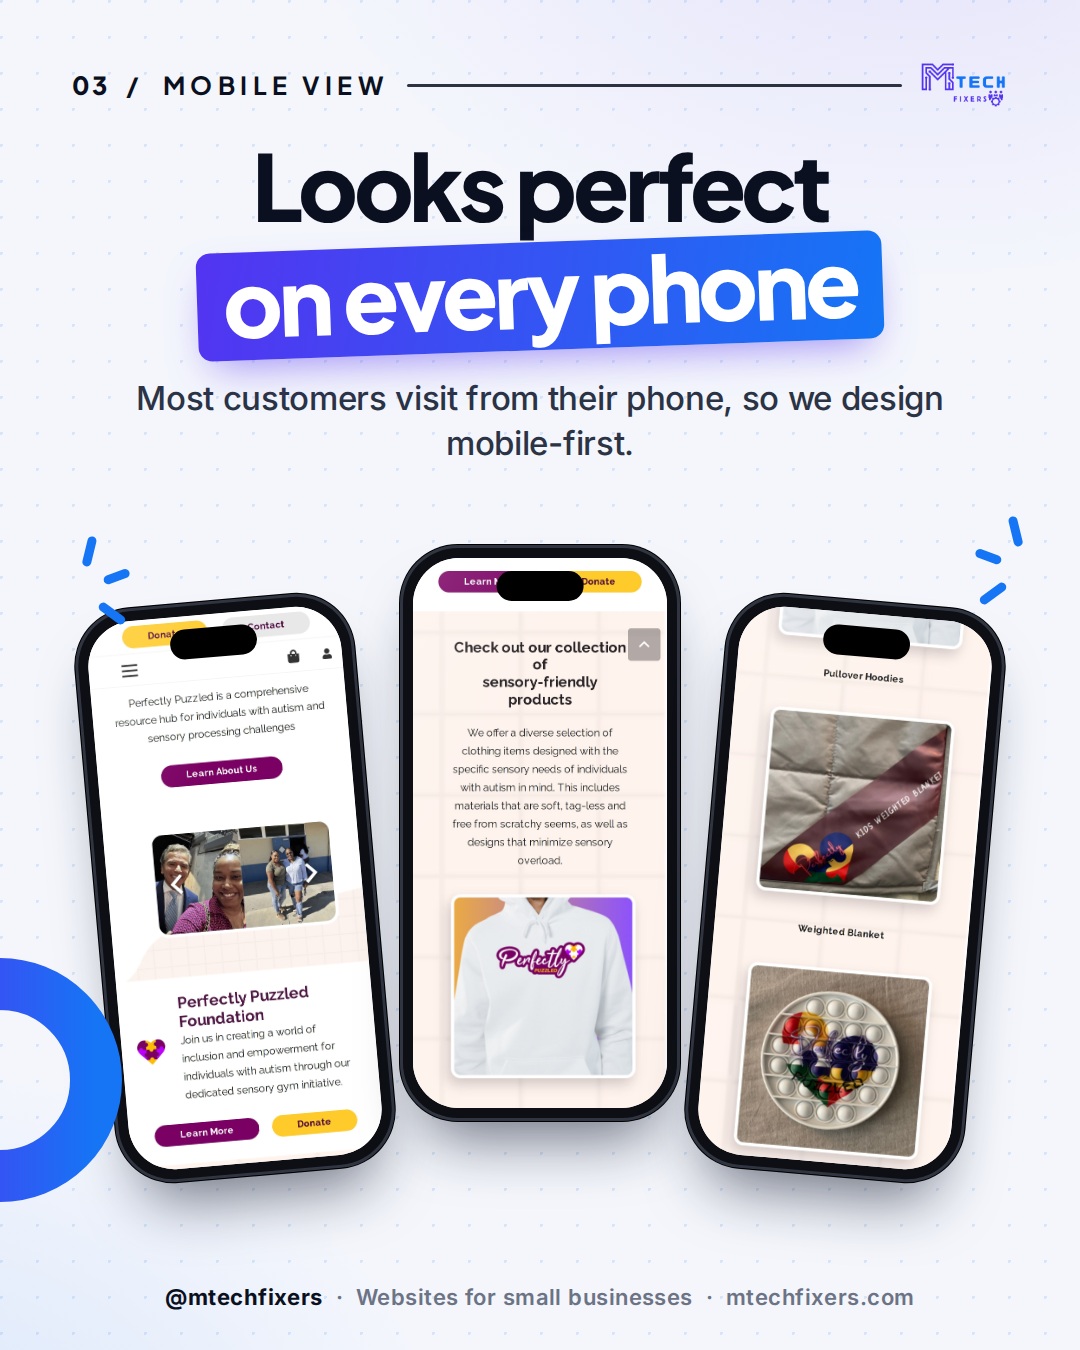 03 / MOBILE VIEW
MTECH
FIXERS
Looks perfect
on every phone
Most customers visit from their phone, so we design
mobile-first.
Contact
Perfectly Puzzled is a comprehensive
resource hub for individuals with autism and
sensory processing challenges
Learn About Us
Perfectly Puzzled
Foundation
Join us in creating a world of
inclusion and empowerment for
individuals with autism through our
dedicated sensory gym initiative.
Learn More
Donate
Learn
Donate
Check out our collection
of
sensory-friendly
products
We offer a diverse selection of
clothing items designed with the
specific sensory needs of individuals
with autism in mind. This includes
materials that are soft, tag-less and
free from scratchy seems, as well as
designs that minimize sensory
overload.
Perfectly
PUZZLED
Pullover Hoodies
KIDS WEIGHTED BLANKET
Weighted Blanket
@mtechfixers · Websites for small businesses · mtechfixers.com